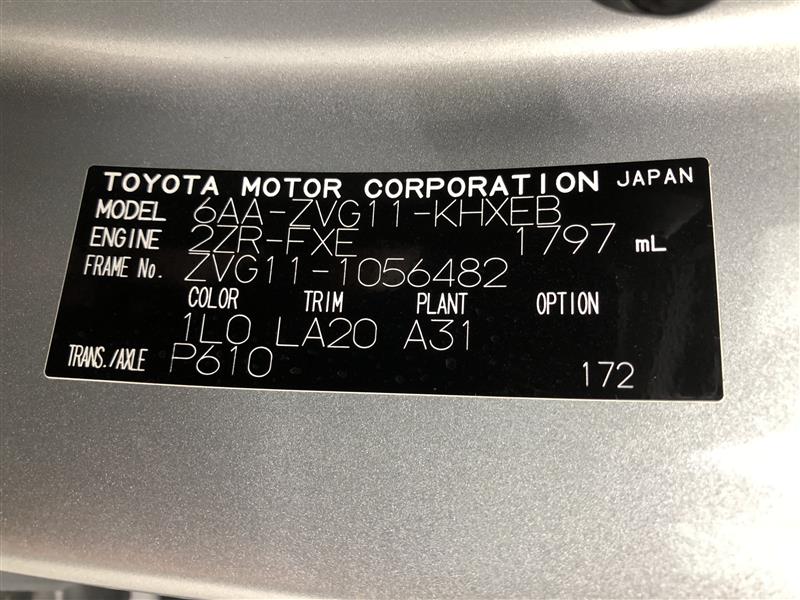 TOYOTA MOTOR CORPORATION JAPAN
MODEL 6AA-ZVG11-KHXEB
ENGINE 2ZR-FXE 1797 mL
FRAME No. ZVG11-1056482
COLOR TRIM PLANT OPTION
1L0 LA20 A31
TRANS./AXLE P610 172